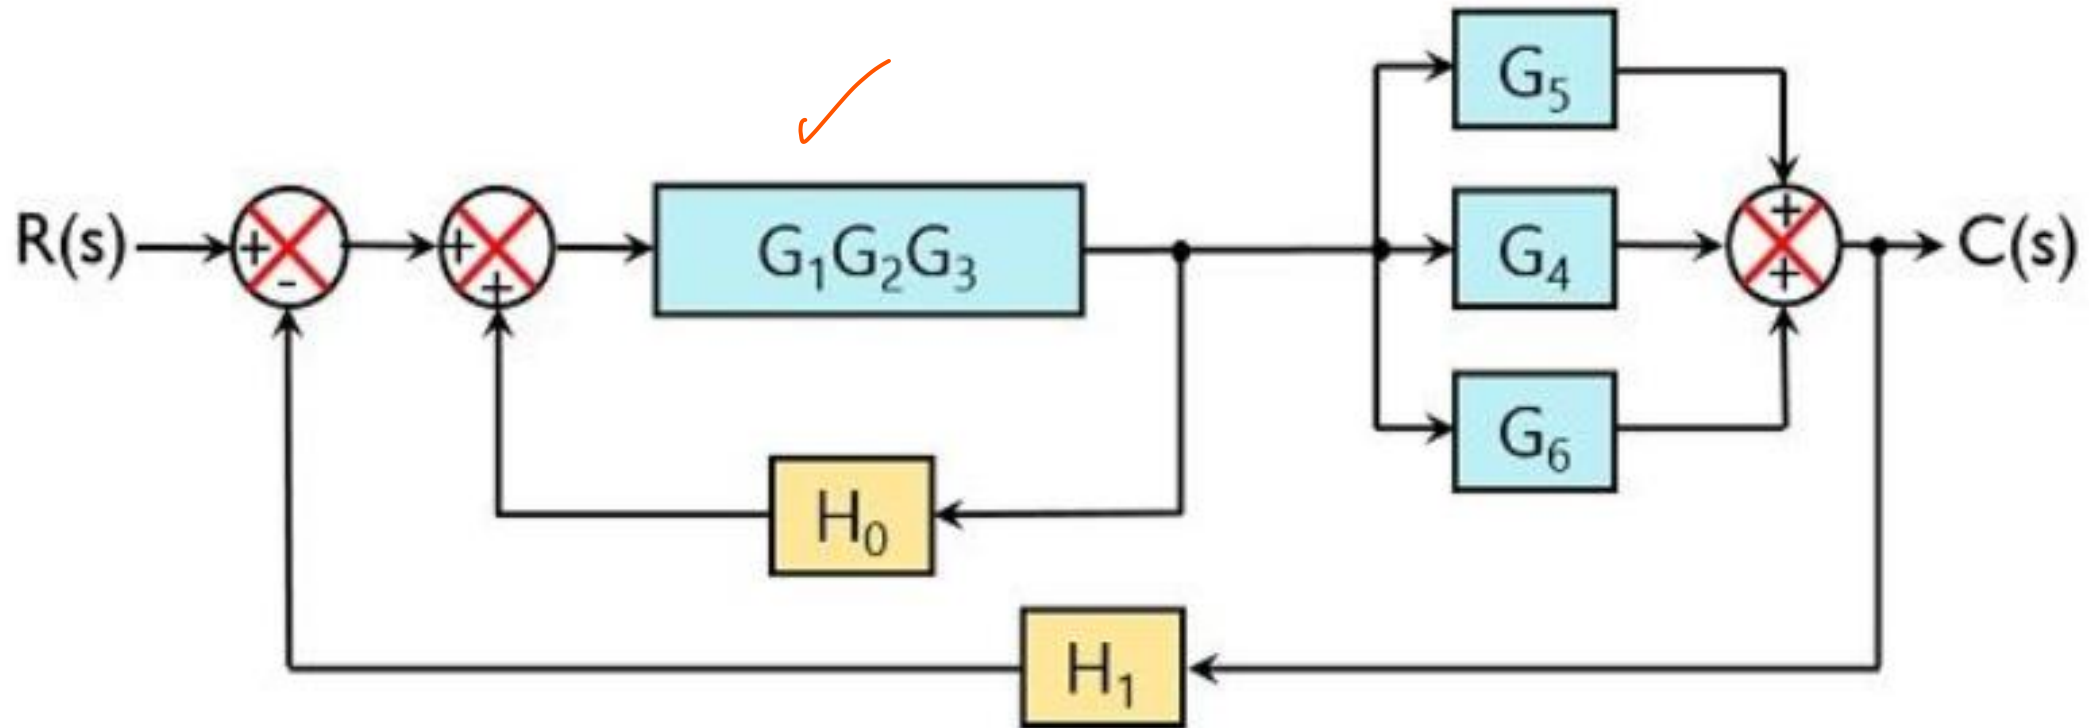 G₅
R(s)
+
-
+
+
G₁G₂G₃
G₄
+
+
C(s)
G₆
H₀
H₁